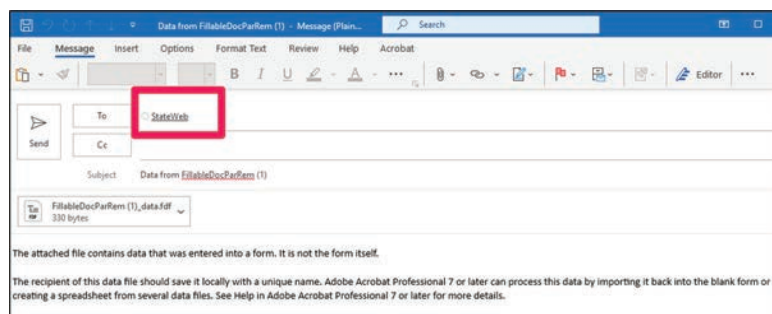 Data from FillableDocParRem (1) - Message (Plain...
Search
File Message Insert Options Format Text Review Help Acrobat
B I U A Editor
To StateWeb
Send Cc
Subject Data from FillableDocParRem (1)
FillableDocParRem (1)_data.fdf
330 bytes
The attached file contains data that was entered into a form. It is not the form itself.
The recipient of this data file should save it locally with a unique name. Adobe Acrobat Professional 7 or later can process this data by importing it back into the blank form or
creating a spreadsheet from several data files. See Help in Adobe Acrobat Professional 7 or later for more details.